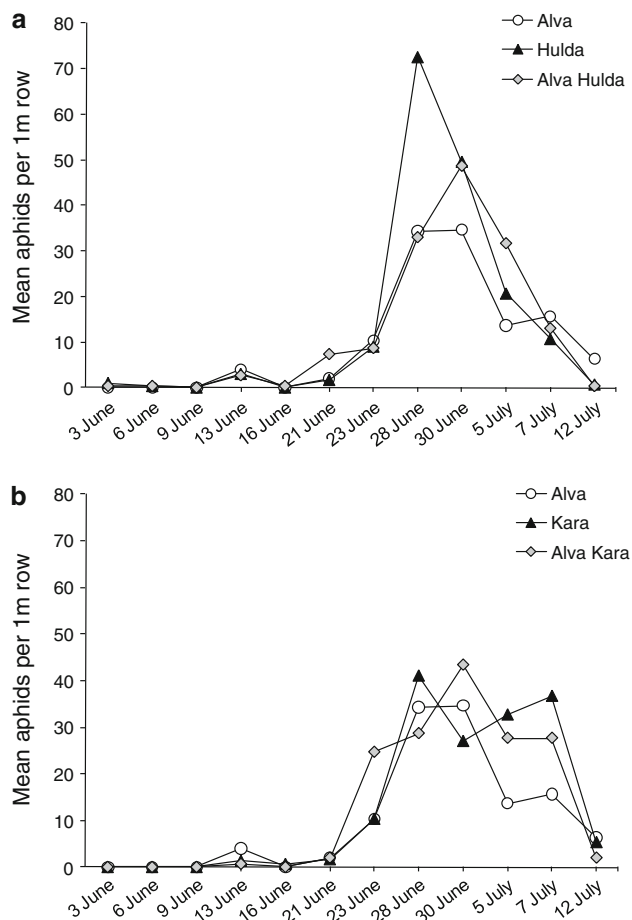 a
Mean aphids per 1m row
80
70
60
50
40
30
20
10
0
Alva
Hulda
Alva Hulda
3 June
6 June
9 June
13 June
16 June
21 June
23 June
28 June
30 June
5 July
7 July
12 July
b
Mean aphids per 1m row
80
70
60
50
40
30
20
10
0
Alva
Kara
Alva Kara
3 June
6 June
9 June
13 June
16 June
21 June
23 June
28 June
30 June
5 July
7 July
12 July